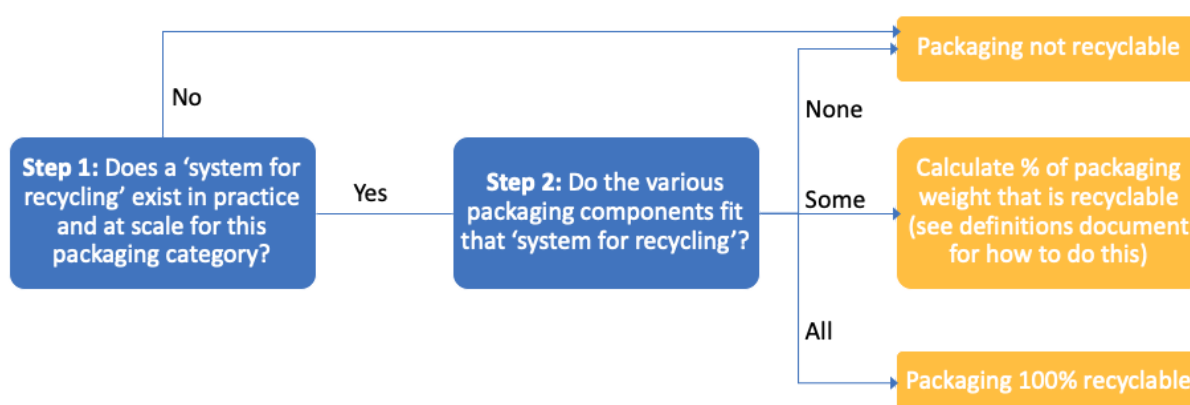 Packaging not recyclable
No
None
Step 1: Does a ‘system for
recycling’ exist in practice
and at scale for this
packaging category?
Yes
Step 2: Do the various
packaging components fit
that ‘system for recycling’?
Some
Calculate % of packaging
weight that is recyclable
(see definitions document
for how to do this)
All
Packaging 100% recyclable